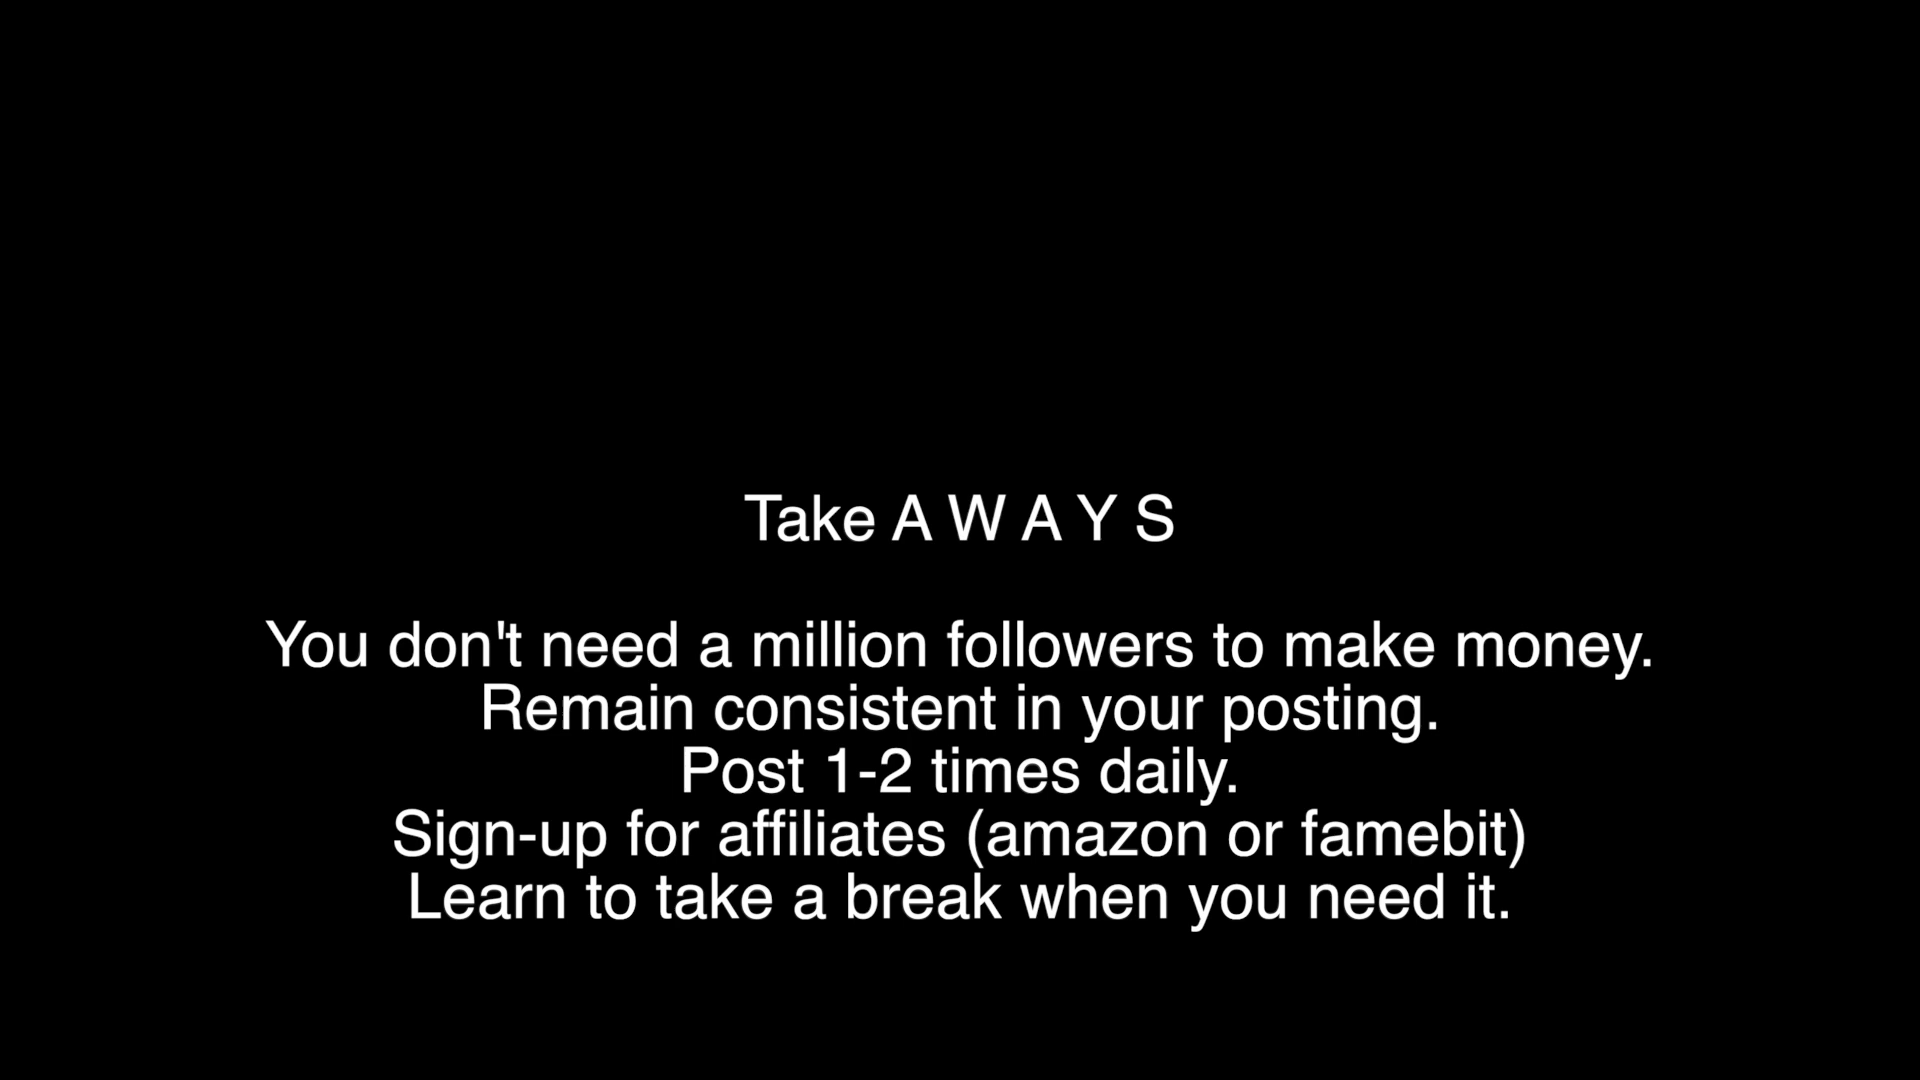 Take A W A Y S
You don't need a million followers to make money.
Remain consistent in your posting.
Post 1-2 times daily.
Sign-up for affiliates (amazon or famebit)
Learn to take a break when you need it.